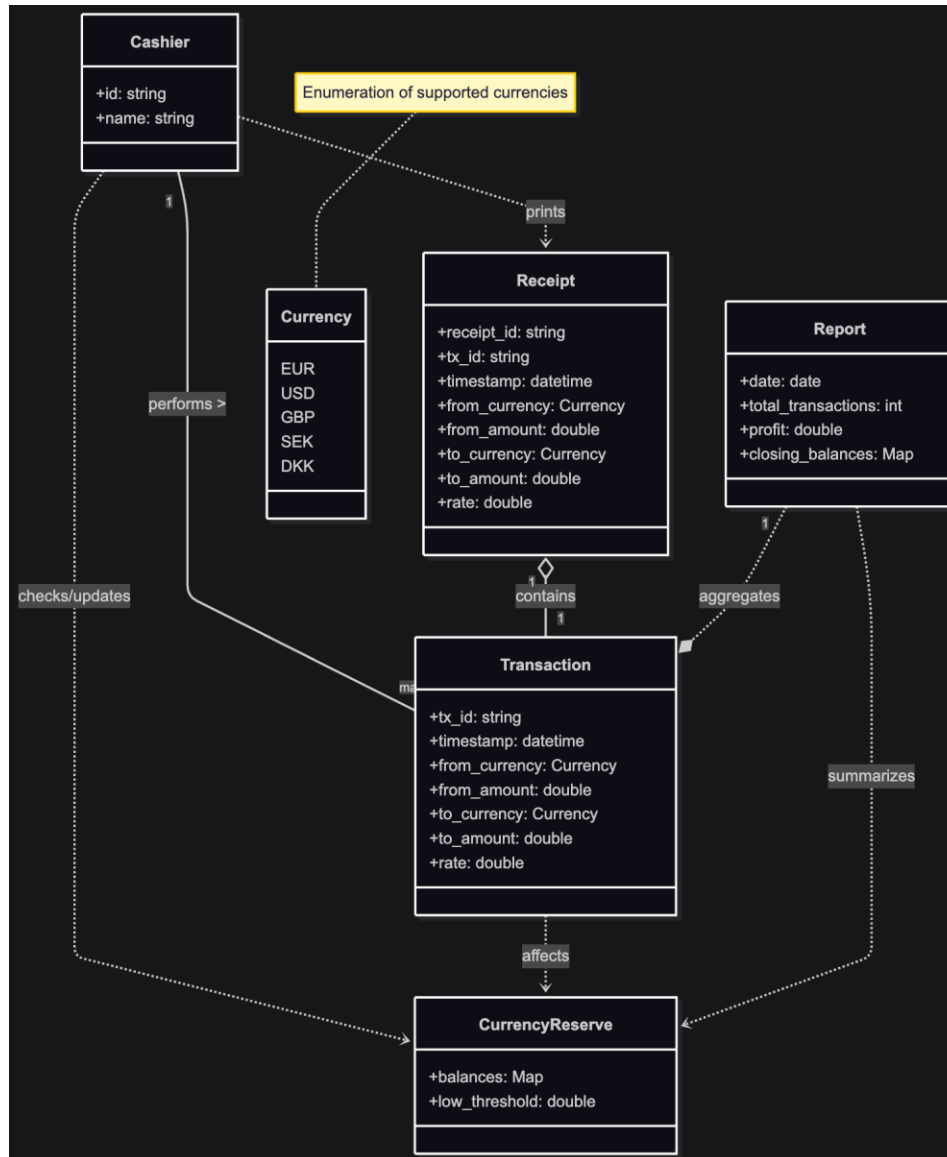 Cashier
+id: string
+name: string
Enumeration of supported currencies
1
prints
Currency
EUR
USD
GBP
SEK
DKK
Receipt
+receipt_id: string
+tx_id: string
+timestamp: datetime
+from_currency: Currency
+from_amount: double
+to_currency: Currency
+to_amount: double
+rate: double
Report
+date: date
+total_transactions: int
+profit: double
+closing_balances: Map
performs >
1
checks/updates
1
contains
1
aggregates
Transaction
+tx_id: string
+timestamp: datetime
+from_currency: Currency
+from_amount: double
+to_currency: Currency
+to_amount: double
+rate: double
summarizes
affects
CurrencyReserve
+balances: Map
+low_threshold: double